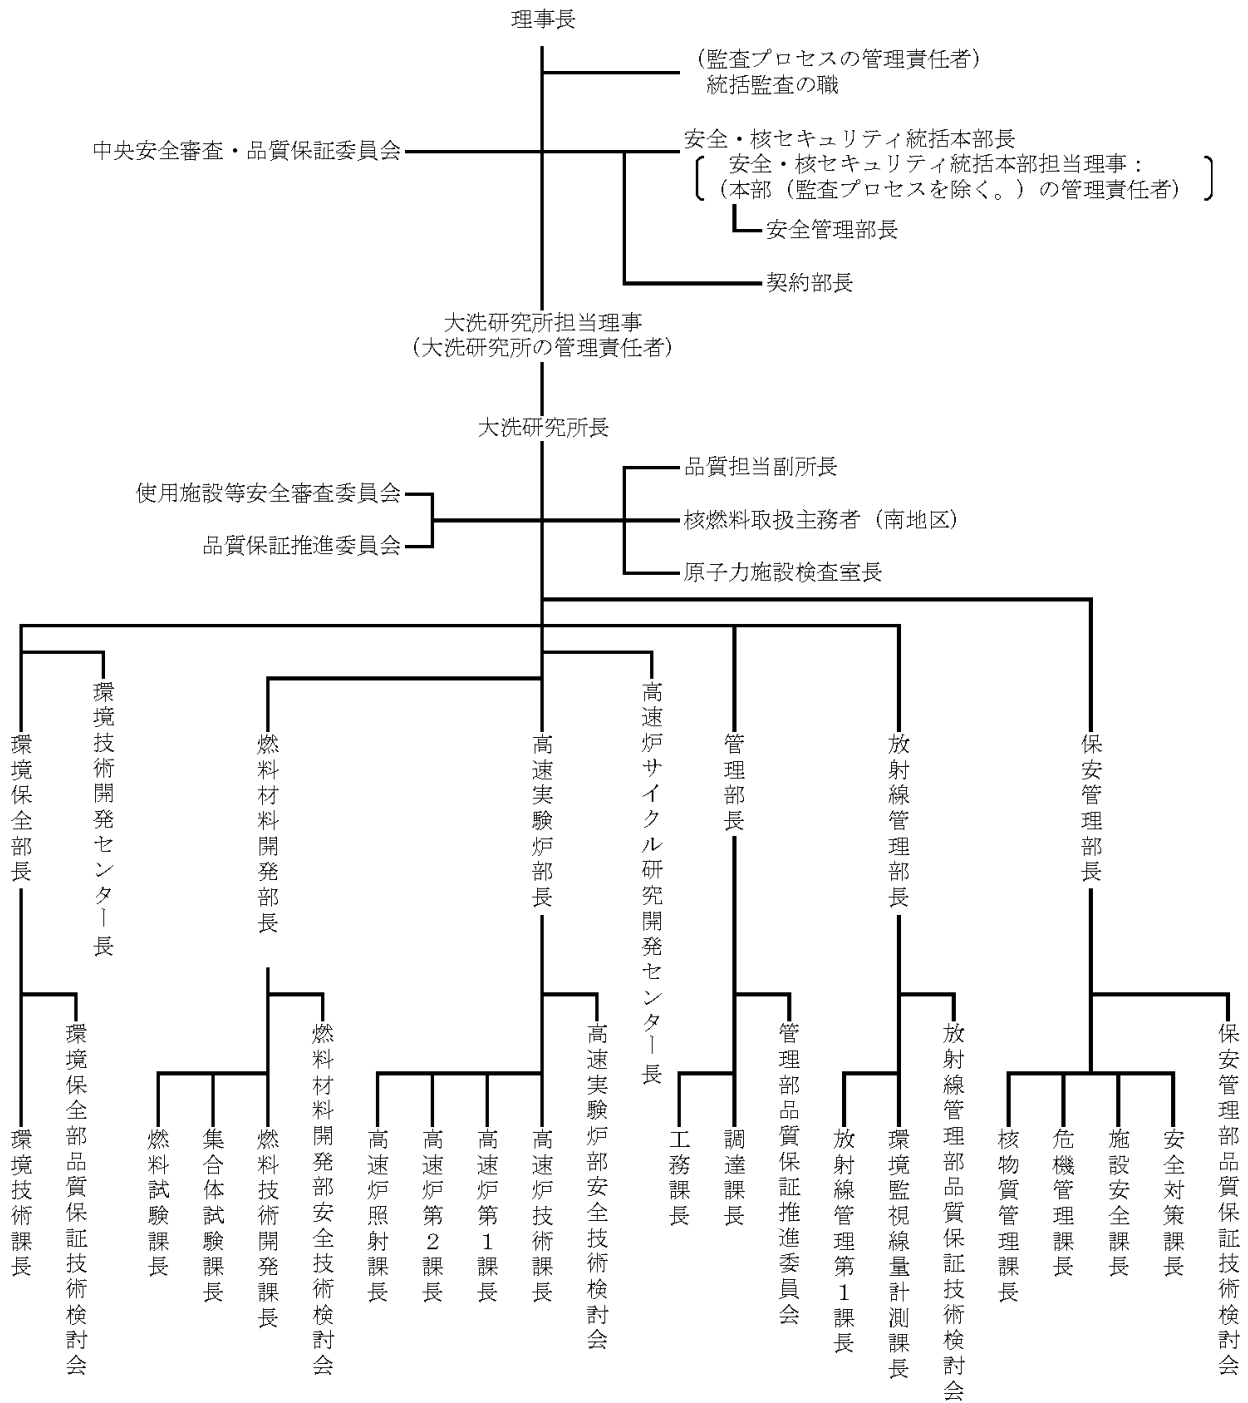 理事長
（監査プロセスの管理責任者）
統括監査の職
中央安全審査・品質保証委員会
安全・核セキュリティ統括本部長
安全・核セキュリティ統括本部担当理事：
（本部（監査プロセスを除く。）の管理責任者）
安全管理部長
契約部長
大洗研究所担当理事
（大洗研究所の管理責任者）
大洗研究所長
品質担当副所長
使用施設等安全審査委員会
核燃料取扱主務者（南地区）
品質保証推進委員会
原子力施設検査室長
環境保全部長
環境技術開発センター長
燃料材料開発部長
高速実験炉部長
高速炉サイクル研究開発センター長
管理部長
放射線管理部長
保安管理部長
環境技術課長
環境保全部品質保証技術検討会
燃料試験課長
集合体試験課長
燃料技術開発課長
燃料材料開発部安全技術検討会
高速炉照射課長
高速炉第２課長
高速炉第１課長
高速炉技術課長
高速実験炉部安全技術検討会
工務課長
調達課長
管理部品質保証推進委員会
放射線管理第１課長
環境監視線量計測課長
放射線管理部品質保証技術検討会
核物質管理課長
危機管理課長
施設安全課長
安全対策課長
保安管理部品質保証技術検討会